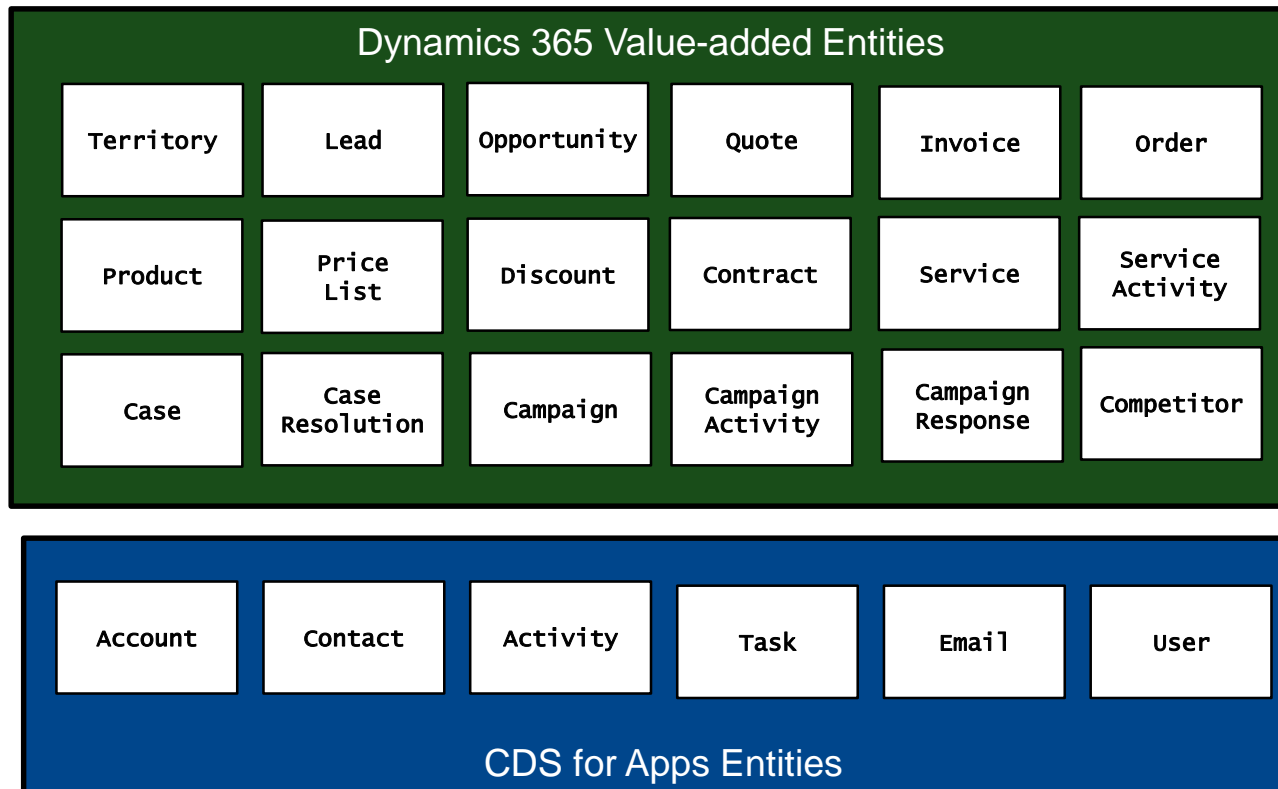 Dynamics 365 Value-added Entities
Territory
Lead
Opportunity
Quote
Invoice
Order
Product
Price
List
Discount
Contract
Service
Service
Activity
Case
Case
Resolution
Campaign
Campaign
Activity
Campaign
Response
Competitor
Account
Contact
Activity
Task
Email
User
CDS for Apps Entities